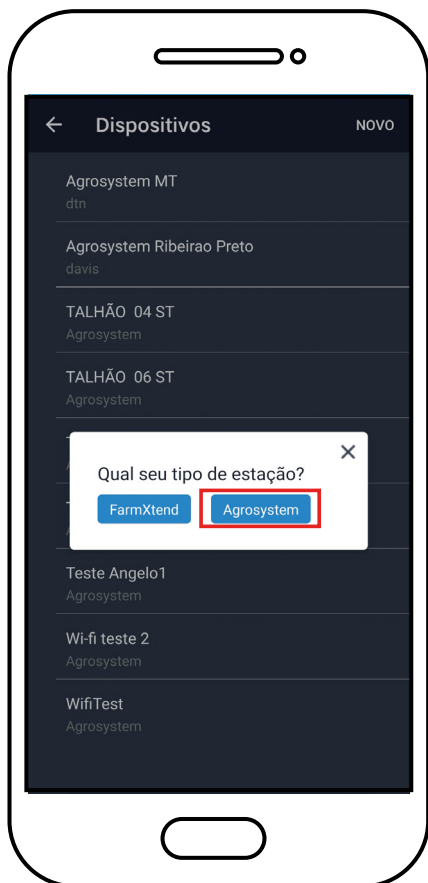 Dispositivos NOVO
Agrosystem MT
dtn
Agrosystem Ribeirao Preto
davis
TALHÃO 04 ST
Agrosystem
TALHÃO 06 ST
Agrosystem
Qual seu tipo de estação?
FarmXtend Agrosystem
Teste Angelo1
Agrosystem
Wi-fi teste 2
Agrosystem
WifiTest
Agrosystem